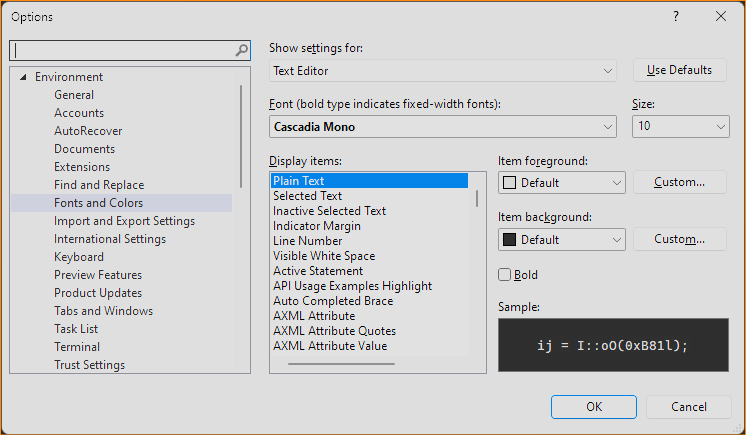 Options
Environment
General
Accounts
AutoRecover
Documents
Extensions
Find and Replace
Fonts and Colors
Import and Export Settings
International Settings
Keyboard
Preview Features
Product Updates
Tabs and Windows
Task List
Terminal
Trust Settings
Show settings for:
Text Editor
Use Defaults
Font (bold type indicates fixed-width fonts):
Size:
Cascadia Mono
10
Display items:
Plain Text
Selected Text
Inactive Selected Text
Indicator Margin
Line Number
Visible White Space
Active Statement
API Usage Examples Highlight
Auto Completed Brace
AXML Attribute
AXML Attribute Quotes
AXML Attribute Value
Item foreground:
Default
Custom...
Item background:
Default
Custom...
Bold
Sample:
ij = I::oO(0xB81l);
OK
Cancel